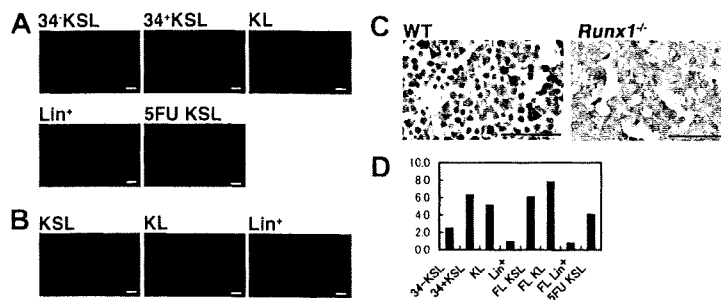 A
34-KSL 34+KSL KL
Lin+ 5FU KSL
B
KSL KL Lin+
C
WT Runx1-/-
D
10.0
8.0
6.0
4.0
2.0
0.0
34-KSL
34+KSL
KL
Lin+
FL KSL
FL KL
FL Lin+
5FU KSL